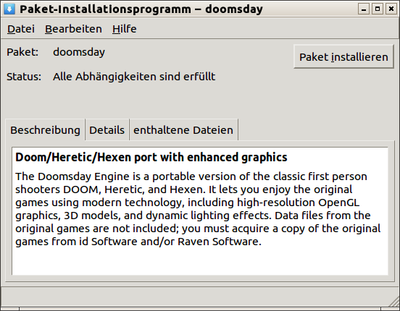 Paket-Installationsprogramm – doomsday
Datei Bearbeiten Hilfe
Paket: doomsday
Paket installieren
Status: Alle Abhängigkeiten sind erfüllt
Beschreibung Details enthaltene Dateien
Doom/Heretic/Hexen port with enhanced graphics
The Doomsday Engine is a portable version of the classic first person
shooters DOOM, Heretic, and Hexen. It lets you enjoy the original
games using modern technology, including high-resolution OpenGL
graphics, 3D models, and dynamic lighting effects. Data files from the
original games are not included; you must acquire a copy of the original
games from id Software and/or Raven Software.